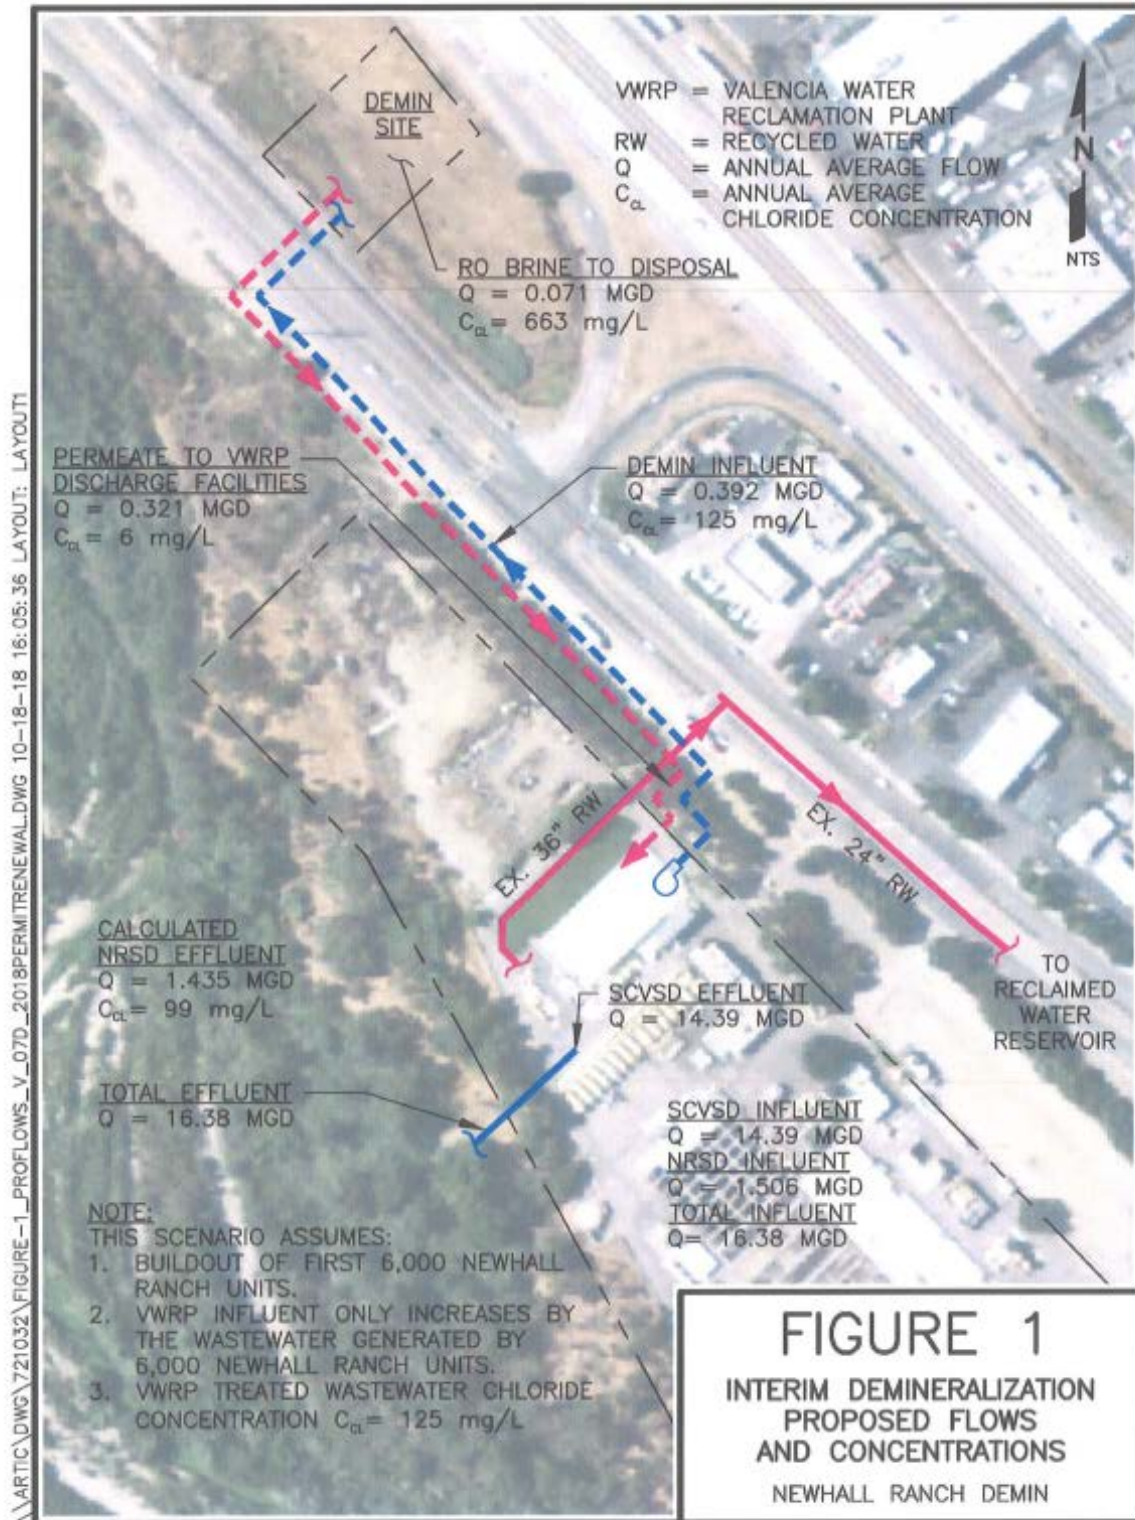 DEMIN
SITE
VWRP = VALENCIA WATER
RECLAMATION PLANT
RW = RECYCLED WATER
Q = ANNUAL AVERAGE FLOW
C_CL = ANNUAL AVERAGE
CHLORIDE CONCENTRATION
N
NTS
RO BRINE TO DISPOSAL
Q = 0.071 MGD
C_CL = 663 mg/L
PERMEATE TO VWRP
DISCHARGE FACILITIES
Q = 0.321 MGD
C_CL = 6 mg/L
DEMIN INFLUENT
Q = 0.392 MGD
C_CL = 125 mg/L
EX. 36" RW
EX. 24" RW
TO
RECLAIMED
WATER
RESERVOIR
CALCULATED
NRSD EFFLUENT
Q = 1.435 MGD
C_CL = 99 mg/L
SCVSD EFFLUENT
Q = 14.39 MGD
TOTAL EFFLUENT
Q = 16.38 MGD
SCVSD INFLUENT
Q = 14.39 MGD
NRSD INFLUENT
Q = 1.506 MGD
TOTAL INFLUENT
Q= 16.38 MGD
NOTE:
THIS SCENARIO ASSUMES:
1. BUILDOUT OF FIRST 6,000 NEWHALL
RANCH UNITS.
2. VWRP INFLUENT ONLY INCREASES BY
THE WASTEWATER GENERATED BY
6,000 NEWHALL RANCH UNITS.
3. VWRP TREATED WASTEWATER CHLORIDE
CONCENTRATION C_CL = 125 mg/L
FIGURE 1
INTERIM DEMINERALIZATION
PROPOSED FLOWS
AND CONCENTRATIONS
NEWHALL RANCH DEMIN
\\ARTIC\DWG\721032\FIGURE-1_PROFLOWS_V_07D_2018PERMITRENEWAL.DWG 10-18-18 16:05:36 LAYOUT: LAYOUT1